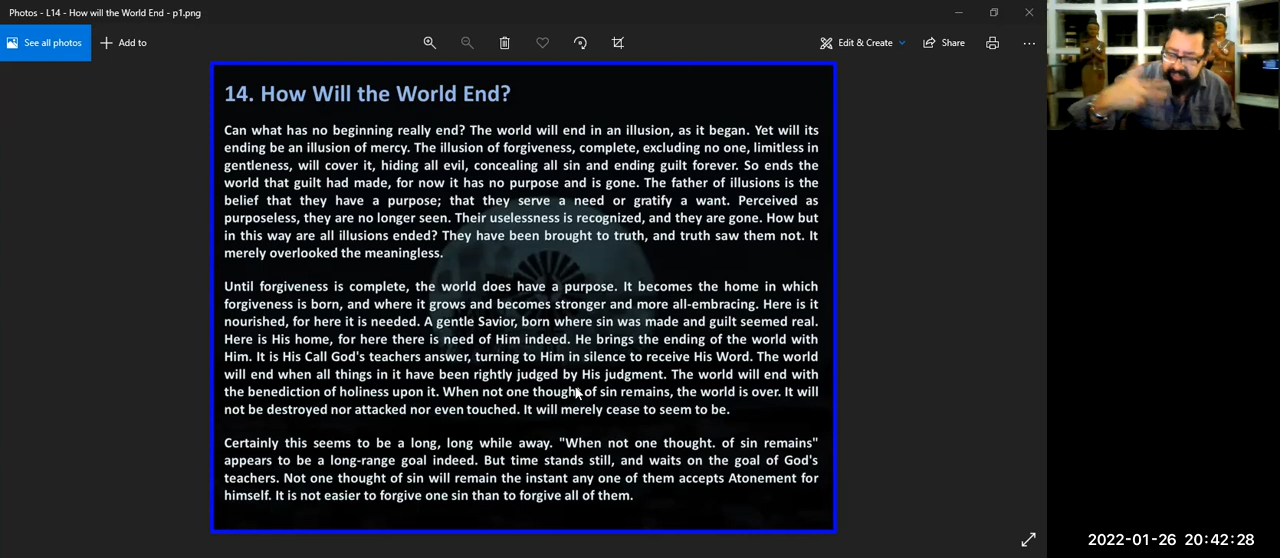 Photos - L14 - How will the World End - p1.png
See all photos
Add to
Edit & Create
Share
14. How Will the World End?
Can what has no beginning really end? The world will end in an illusion, as it began. Yet will its
ending be an illusion of mercy. The illusion of forgiveness, complete, excluding no one, limitless in
gentleness, will cover it, hiding all evil, concealing all sin and ending guilt forever. So ends the
world that guilt had made, for now it has no purpose and is gone. The father of illusions is the
belief that they have a purpose; that they serve a need or gratify a want. Perceived as
purposeless, they are no longer seen. Their uselessness is recognized, and they are gone. How but
in this way are all illusions ended? They have been brought to truth, and truth saw them not. It
merely overlooked the meaningless.
Until forgiveness is complete, the world does have a purpose. It becomes the home in which
forgiveness is born, and where it grows and becomes stronger and more all-embracing. Here is it
nourished, for here it is needed. A gentle Savior, born where sin was made and guilt seemed real.
Here is His home, for here there is need of Him indeed. He brings the ending of the world with
Him. It is His Call God's teachers answer, turning to Him in silence to receive His Word. The world
will end when all things in it have been rightly judged by His judgment. The world will end with
the benediction of holiness upon it. When not one thought of sin remains, the world is over. It will
not be destroyed nor attacked nor even touched. It will merely cease to seem to be.
Certainly this seems to be a long, long while away. "When not one thought. of sin remains"
appears to be a long-range goal indeed. But time stands still, and waits on the goal of God's
teachers. Not one thought of sin will remain the instant any one of them accepts Atonement for
himself. It is not easier to forgive one sin than to forgive all of them.
2022-01-26 20:42:28